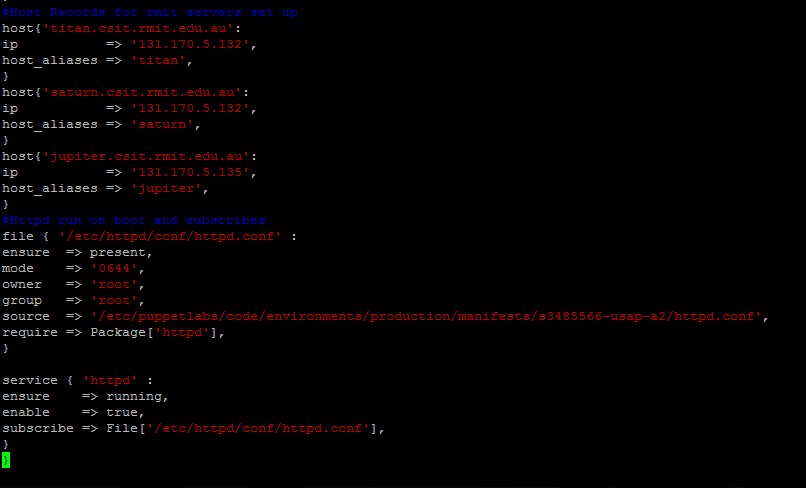 #Host Records for rmit servers set up
host{'titan.csit.rmit.edu.au':
ip           => '131.170.5.132',
host_aliases => 'titan',
}
host{'saturn.csit.rmit.edu.au':
ip           => '131.170.5.132',
host_aliases => 'saturn',
}
host{'jupiter.csit.rmit.edu.au':
ip           => '131.170.5.135',
host_aliases => 'jupiter',
}
#Httpd run on boot and subscribes
file { '/etc/httpd/conf/httpd.conf' :
ensure  => present,
mode    => '0644',
owner   => 'root',
group   => 'root',
source  => '/etc/puppetlabs/code/environments/production/manifests/s3485566-usap-a2/httpd.conf',
require => Package['httpd'],
}

service { 'httpd' :
ensure    => running,
enable    => true,
subscribe => File['/etc/httpd/conf/httpd.conf'],
}
}